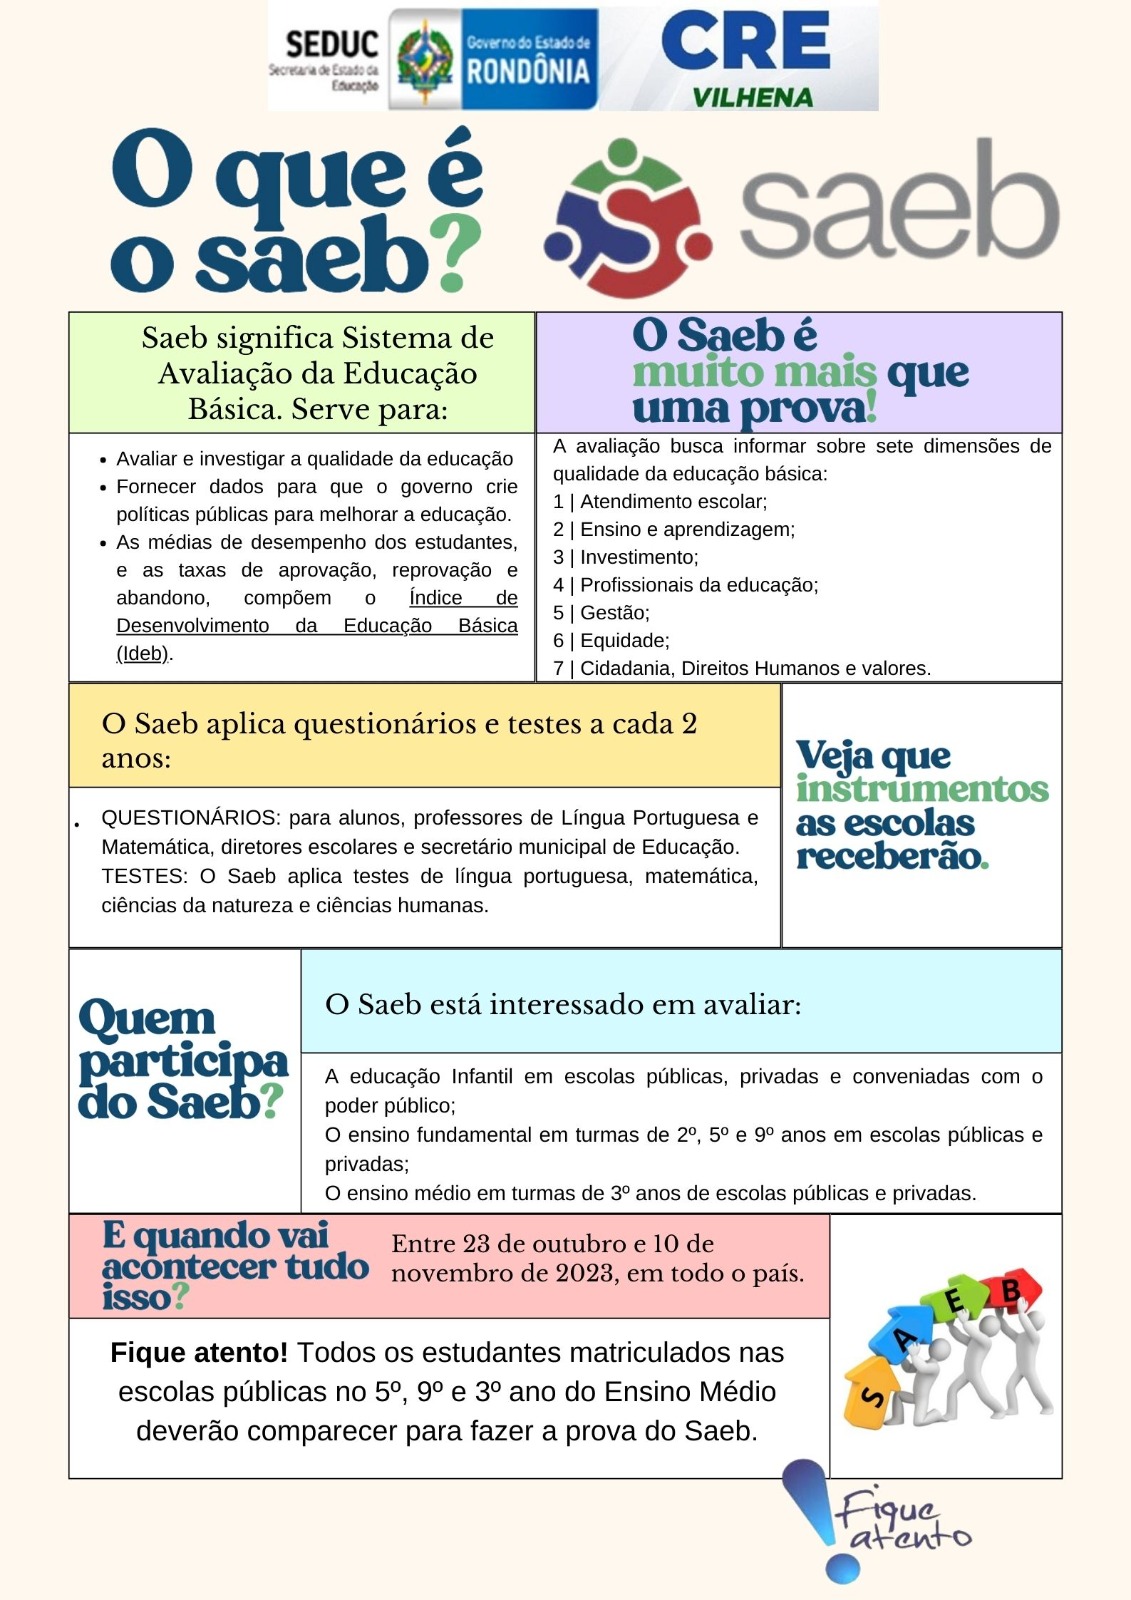 SEDUC
Secretaria de Estado da
Educação
Governo do Estado de
RONDÔNIA
CRE
VILHENA
O que é
o saeb?
saeb
Saeb significa Sistema de
Avaliação da Educação
Básica. Serve para:
• Avaliar e investigar a qualidade da educação
• Fornecer dados para que o governo crie
políticas públicas para melhorar a educação.
• As médias de desempenho dos estudantes,
e as taxas de aprovação, reprovação e
abandono, compõem o Índice de
Desenvolvimento da Educação Básica
(Ideb).
O Saeb é
muito mais que
uma prova!
A avaliação busca informar sobre sete dimensões de
qualidade da educação básica:
1 | Atendimento escolar;
2 | Ensino e aprendizagem;
3 | Investimento;
4 | Profissionais da educação;
5 | Gestão;
6 | Equidade;
7 | Cidadania, Direitos Humanos e valores.
O Saeb aplica questionários e testes a cada 2
anos:
• QUESTIONÁRIOS: para alunos, professores de Língua Portuguesa e
Matemática, diretores escolares e secretário municipal de Educação.
TESTES: O Saeb aplica testes de língua portuguesa, matemática,
ciências da natureza e ciências humanas.
Veja que
instrumentos
as escolas
receberão.
Quem
participa
do Saeb?
O Saeb está interessado em avaliar:
A educação Infantil em escolas públicas, privadas e conveniadas com o
poder público;
O ensino fundamental em turmas de 2º, 5º e 9º anos em escolas públicas e
privadas;
O ensino médio em turmas de 3º anos de escolas públicas e privadas.
E quando vai
acontecer tudo
isso?
Entre 23 de outubro e 10 de
novembro de 2023, em todo o país.
Fique atento! Todos os estudantes matriculados nas
escolas públicas no 5º, 9º e 3º ano do Ensino Médio
deverão comparecer para fazer a prova do Saeb.
S A E B
Fique
atento